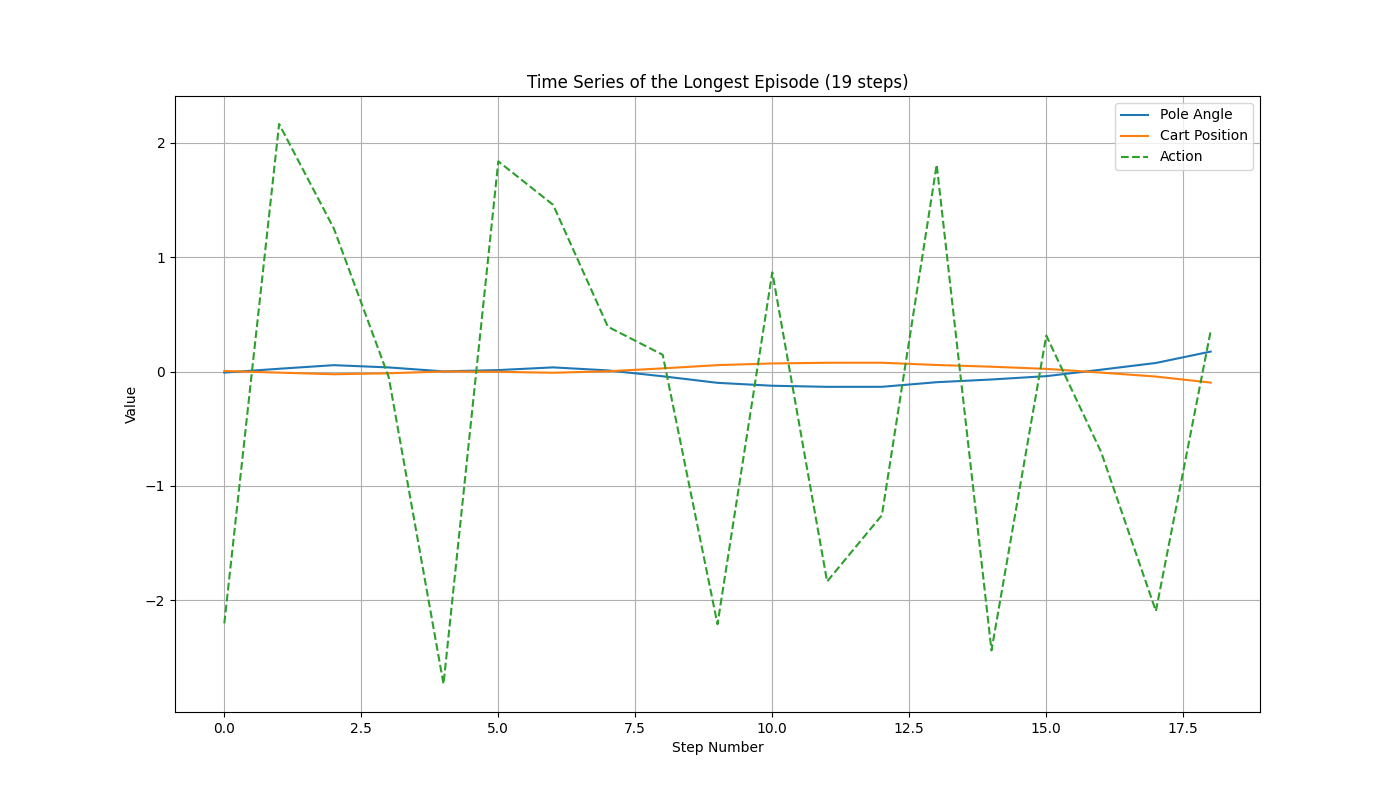 Time Series of the Longest Episode (19 steps)
Pole Angle
Cart Position
Action
Value
2
1
0
−1
−2
0.0 2.5 5.0 7.5 10.0 12.5 15.0 17.5
Step Number